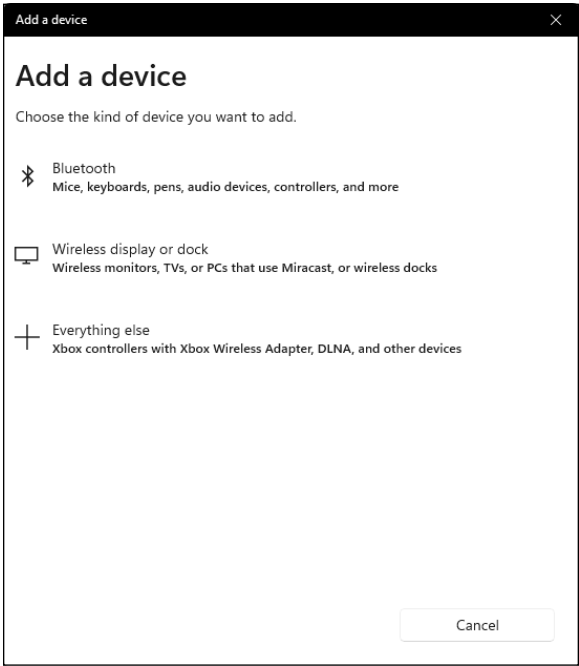 Add a device
Add a device
Choose the kind of device you want to add.
Bluetooth
Mice, keyboards, pens, audio devices, controllers, and more
Wireless display or dock
Wireless monitors, TVs, or PCs that use Miracast, or wireless docks
Everything else
Xbox controllers with Xbox Wireless Adapter, DLNA, and other devices
Cancel